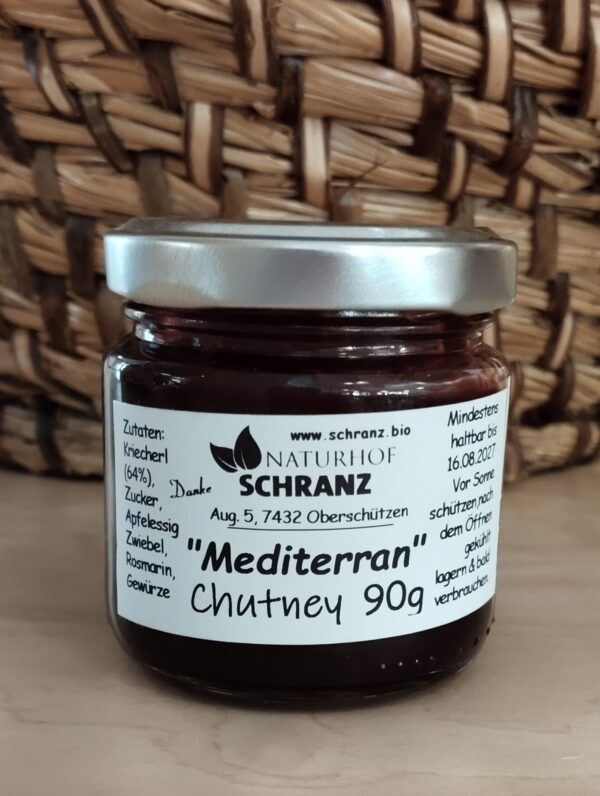 Zutaten:
Kriecherl
(64%),
Zucker,
Apfelessig
Zwiebel,
Rosmarin,
Gewürze
www.schranz.bio
NATURHOF
Danke
SCHRANZ
Aug. 5, 7432 Oberschützen
"Mediterran"
Chutney 90g
Mindestens
haltbar bis
16.08.2027
Vor Sonne
schützen,nach
dem Öffnen
gekühlt
lagern & bald
verbrauchen.